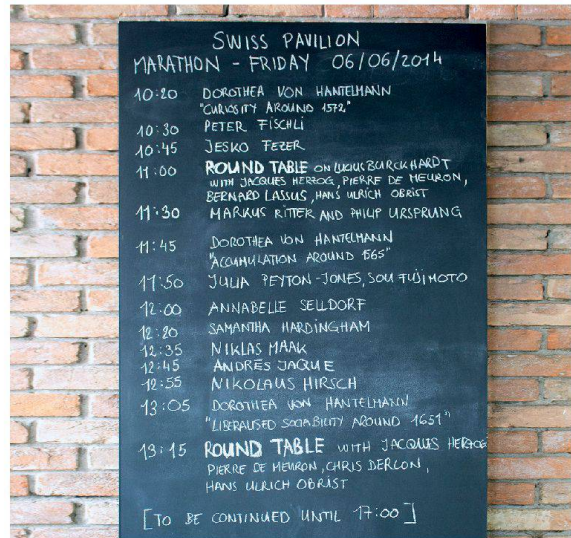 SWISS PAVILION
MARATHON - FRIDAY 06/06/2014
10:20 DOROTHEA VON HANTELMANN
"CURIOSITY AROUND 1572"
10:30 PETER FISCHLI
10:45 JESKO FEZER
11:00 ROUND TABLE ON LUCIUS BURCKHARDT
WITH JACQUES HERZOG, PIERRE DE MEURON,
BERNARD LASSUS, HANS ULRICH OBRIST
11:30 MARKUS RITTER AND PHILIP URSPRUNG
11:45 DOROTHEA VON HANTELMANN
"ACCUMULATION AROUND 1565"
11:50 JULIA PEYTON-JONES, SOU FUJIMOTO
12:00 ANNABELLE SELLDORF
12:20 SAMANTHA HARDINGHAM
12:35 NIKLAS MAAK
12:45 ANDRÉS JAQUE
12:55 NIKOLAUS HIRSCH
13:05 DOROTHEA VON HANTELMANN
"LIBERALISED SOCIABILITY AROUND 1651"
13:15 ROUND TABLE WITH JACQUES HERZOG
PIERRE DE MEURON, CHRIS DERCON,
HANS ULRICH OBRIST
[TO BE CONTINUED UNTIL 17:00]